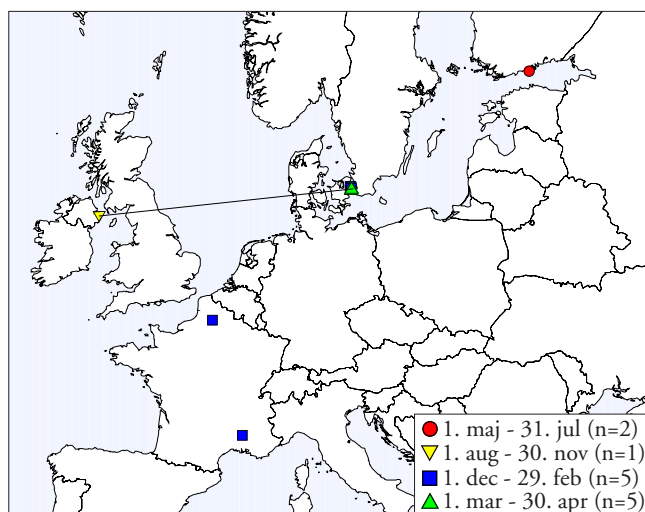 1. maj - 31. jul (n=2)
1. aug - 30. nov (n=1)
1. dec - 29. feb (n=5)
1. mar - 30. apr (n=5)